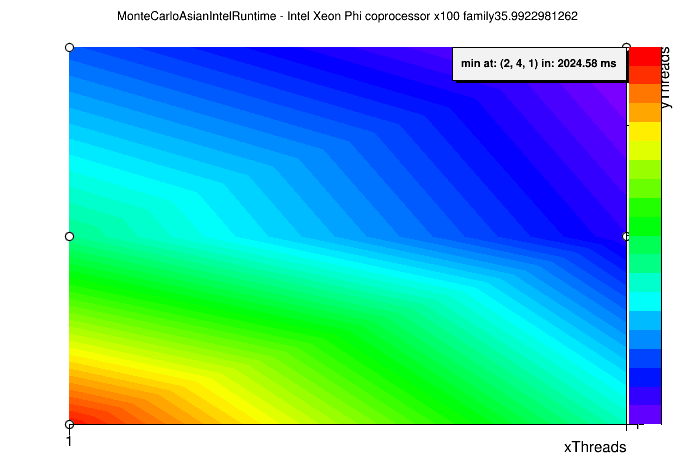 MonteCarloAsianIntelRuntime - Intel Xeon Phi coprocessor x100 family35.9922981262
min at: (2, 4, 1) in: 2024.58 ms
yThreads
1
xThreads